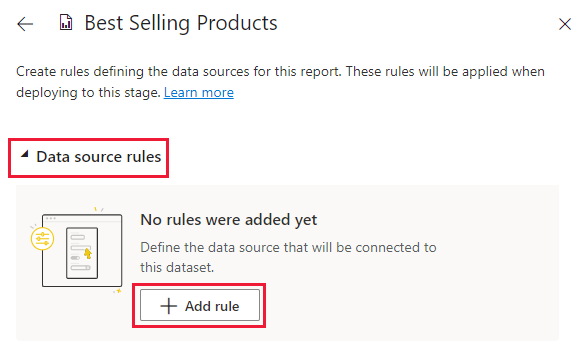 Best Selling Products
Create rules defining the data sources for this report. These rules will be applied when
deploying to this stage. Learn more
Data source rules
No rules were added yet
Define the data source that will be connected to
this dataset.
Add rule